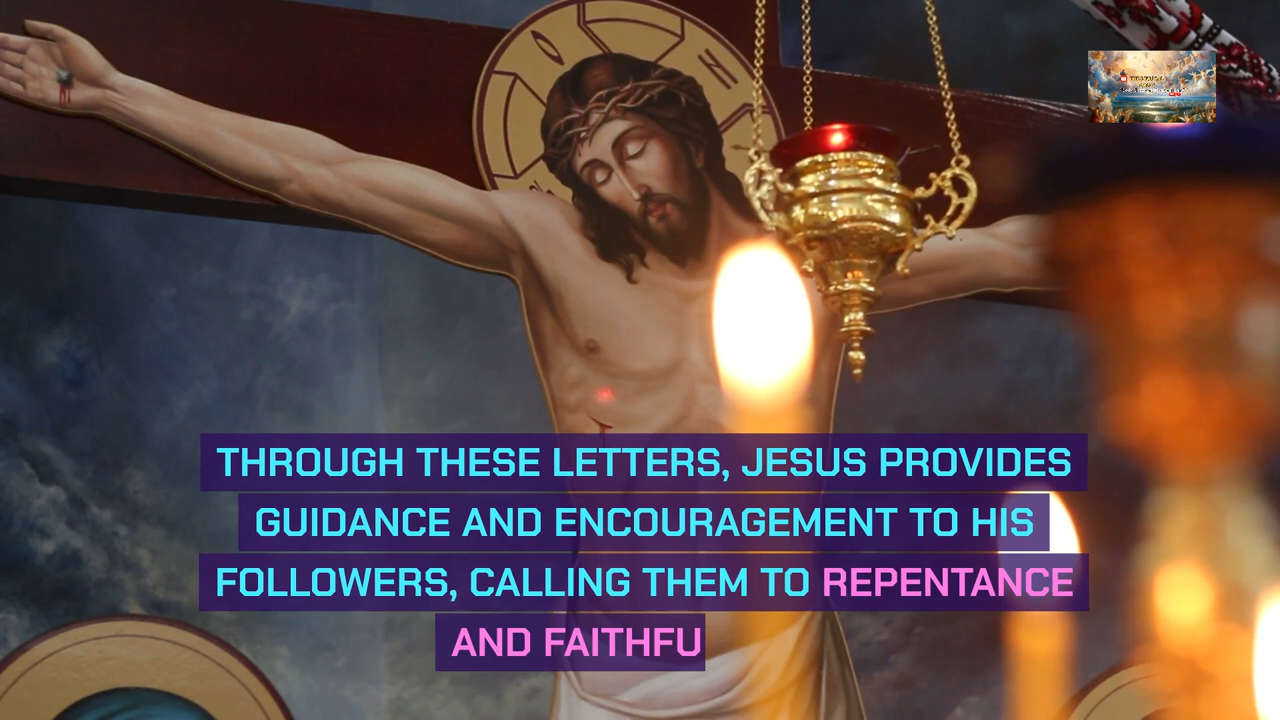 O
N
THROUGH THESE LETTERS, JESUS PROVIDES
GUIDANCE AND ENCOURAGEMENT TO HIS
FOLLOWERS, CALLING THEM TO REPENTANCE
AND FAITHFU